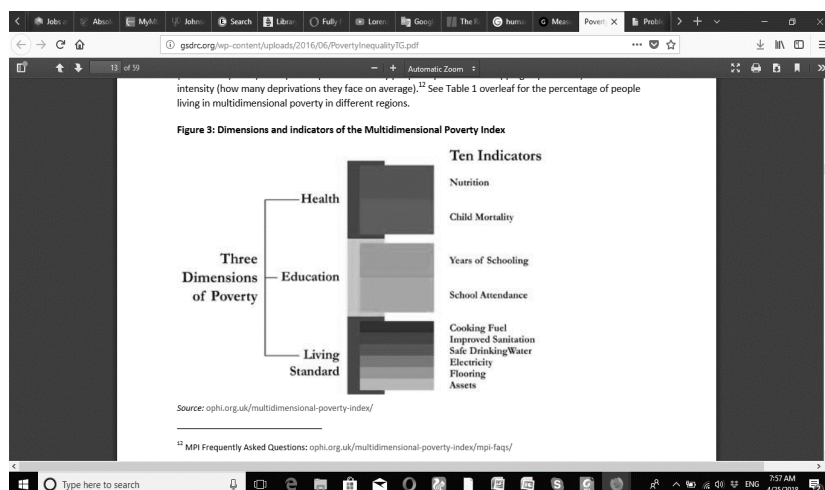 Jobs a
Absol
MyM
Johns
Search
Librar
Fully
Loren
Googl
The R
huma
Meas
Povert
Probl
gsdrc.org/wp-content/uploads/2016/06/PovertyInequalityTG.pdf
13 of 59
Automatic Zoom
intensity (how many deprivations they face on average).12 See Table 1 overleaf for the percentage of people
living in multidimensional poverty in different regions.
Figure 3: Dimensions and indicators of the Multidimensional Poverty Index
Ten Indicators
Three
Dimensions
of Poverty
Health
Nutrition
Child Mortality
Education
Years of Schooling
School Attendance
Living
Standard
Cooking Fuel
Improved Sanitation
Safe DrinkingWater
Electricity
Flooring
Assets
Source: ophi.org.uk/multidimensional-poverty-index/
12 MPI Frequently Asked Questions: ophi.org.uk/multidimensional-poverty-index/mpi-faqs/
Type here to search
ENG
7:57 AM
4/25/2018